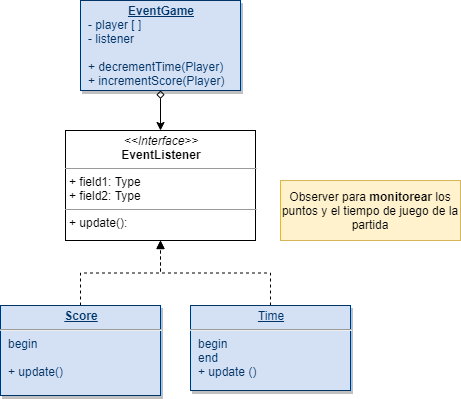 EventGame
- player [ ]
- listener
+ decrementTime(Player)
+ incrementScore(Player)
<<Interface>>
EventListener
+ field1: Type
+ field2: Type
+ update():
Observer para monitorear los
puntos y el tiempo de juego de la
partida
Score
begin
+ update()
Time
begin
end
+ update ()